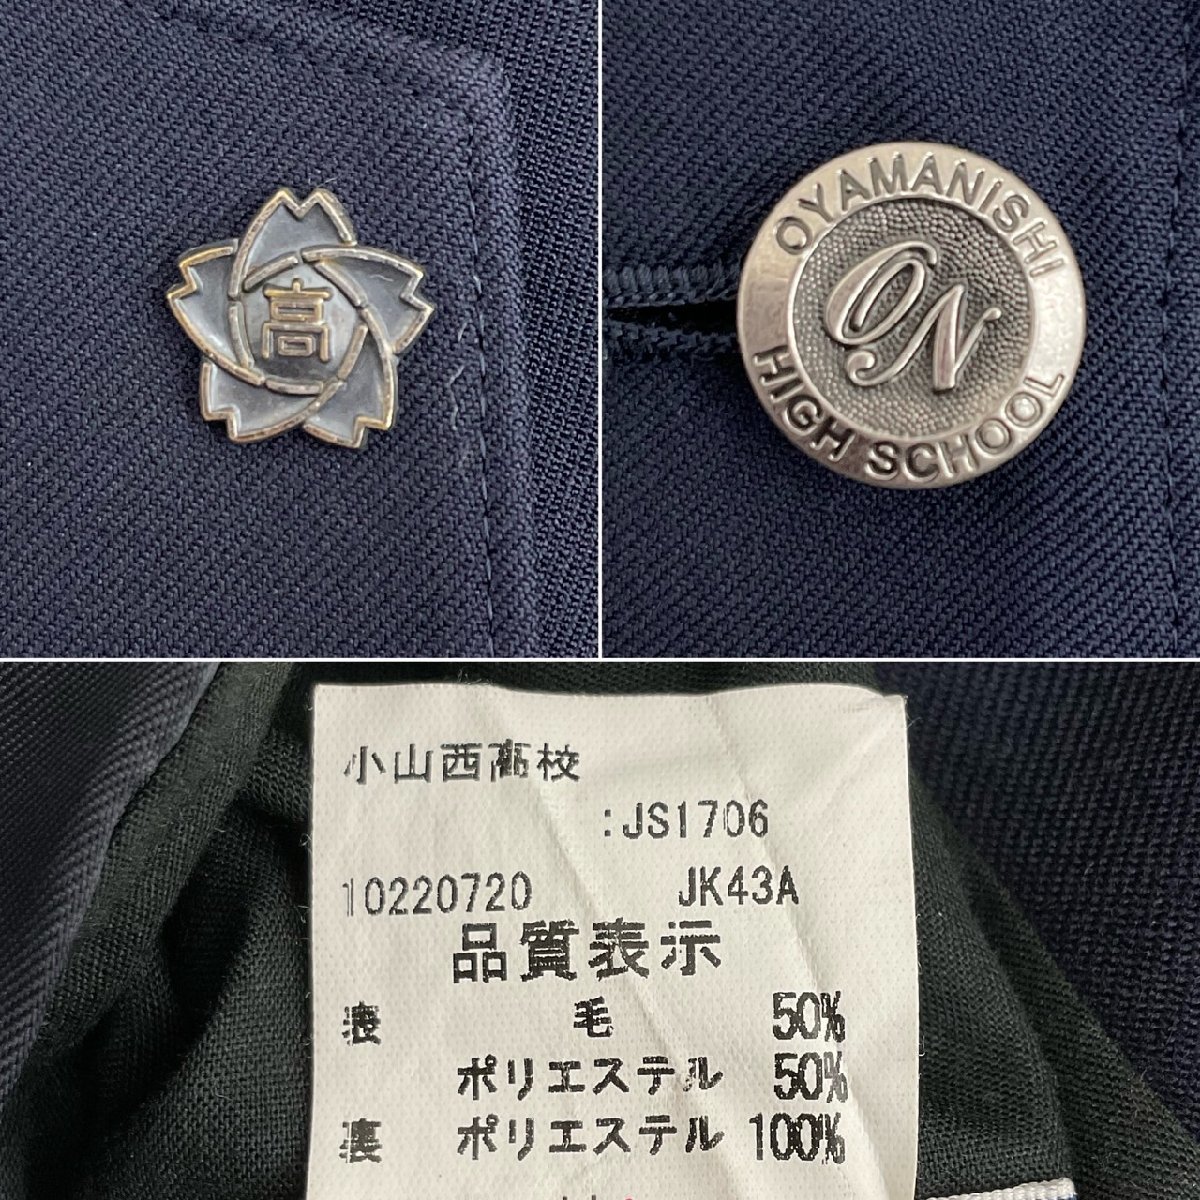 高
OYAMANISHI
ON
HIGH SCHOOL
小山西高校
:JS1706
10220720 JK43A
品質表示
表 毛 50%
ポリエステル 50%
裏 ポリエステル 100%